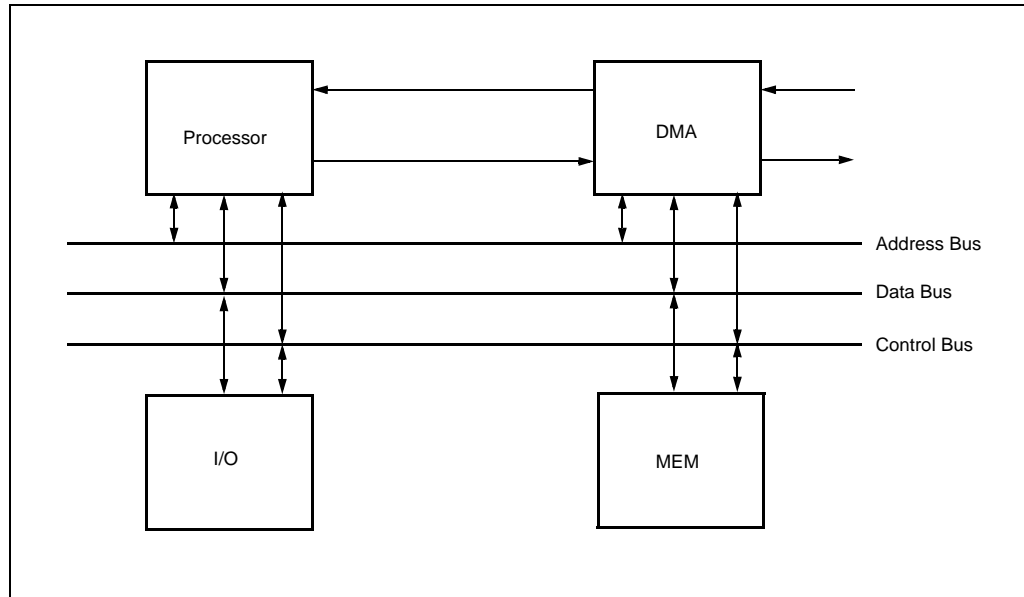 Processor
DMA
Address Bus
Data Bus
Control Bus
I/O
MEM